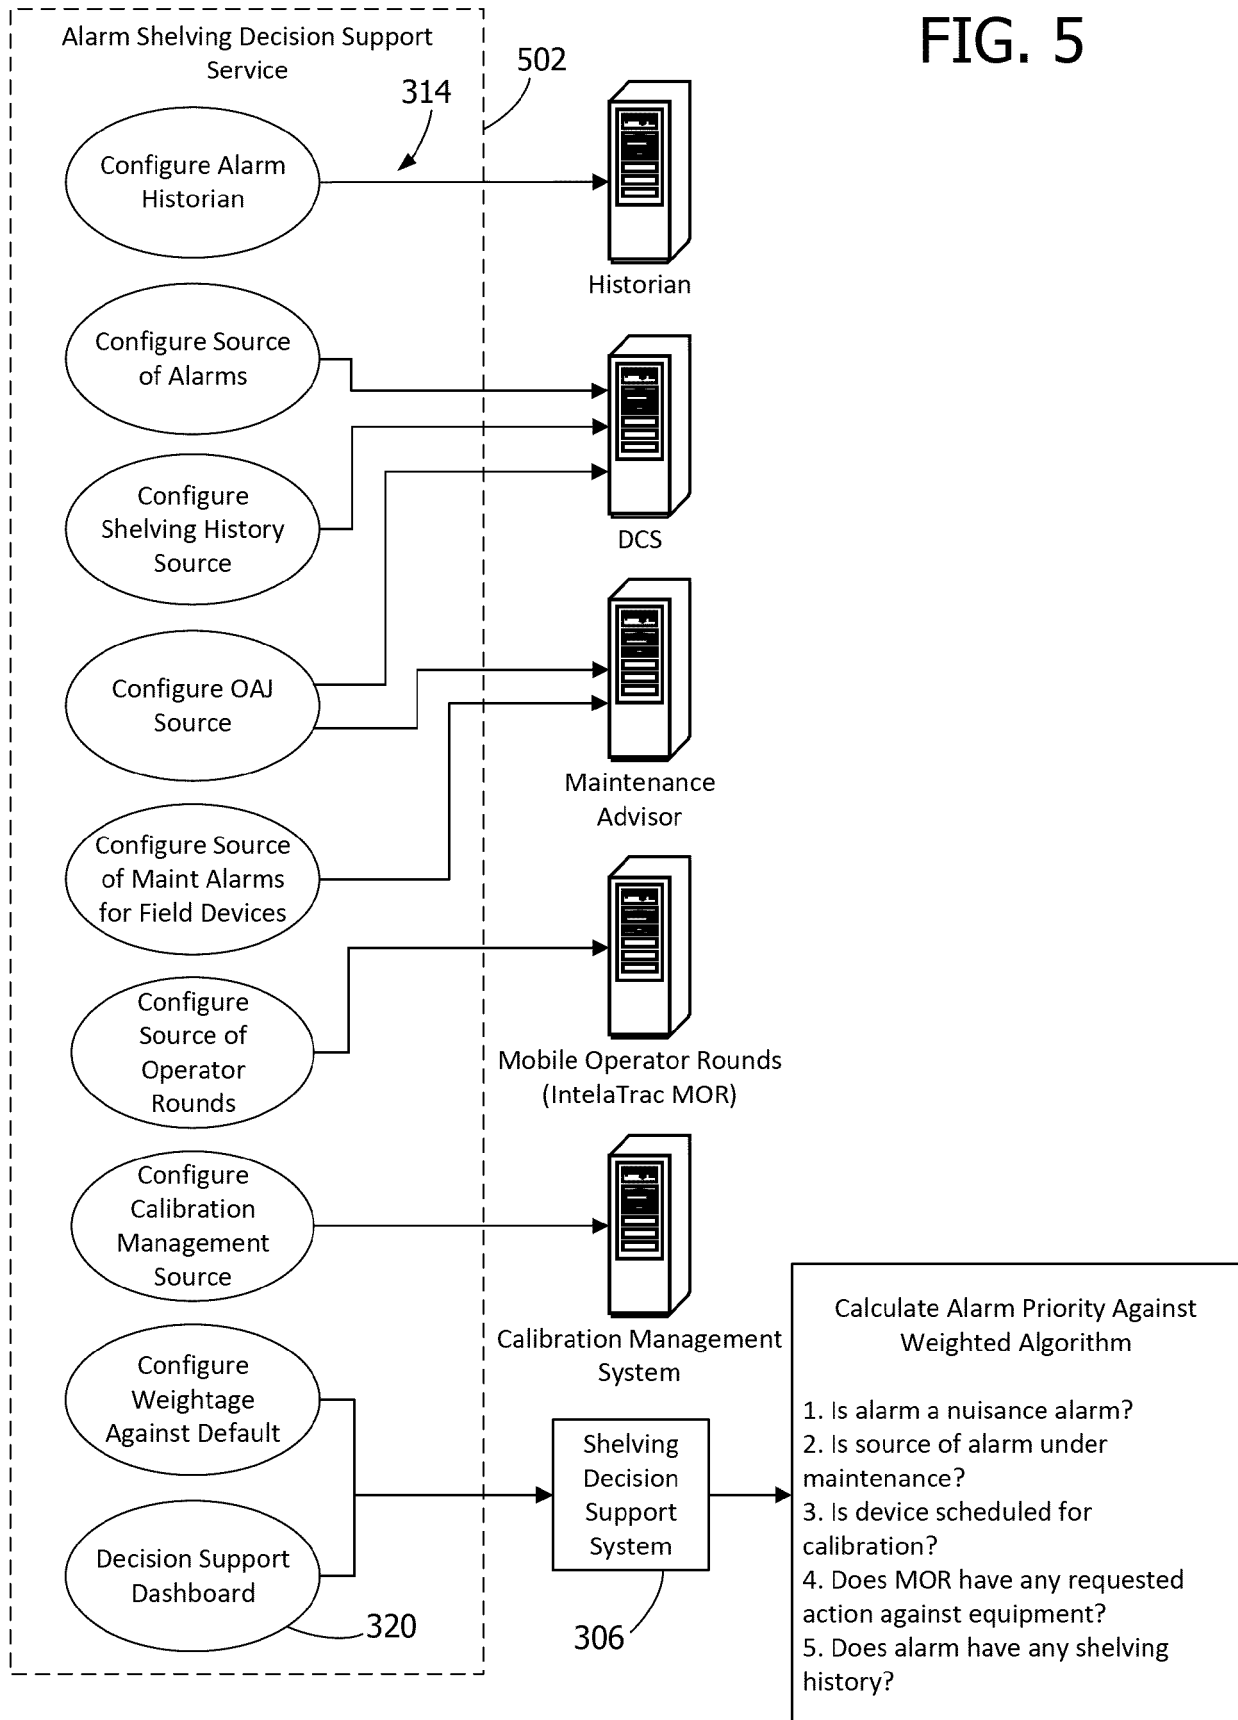 FIG. 5
Alarm Shelving Decision Support
Service
502
314
Configure Alarm
Historian
Historian
Configure Source
of Alarms
Configure
Shelving History
Source
DCS
Configure OAJ
Source
Maintenance
Advisor
Configure Source
of Maint Alarms
for Field Devices
Configure
Source of
Operator
Rounds
Mobile Operator Rounds
(IntelaTrac MOR)
Configure
Calibration
Management
Source
Calibration Management
System
Configure
Weightage
Against Default
Decision Support
Dashboard
320
Shelving
Decision
Support
System
306
Calculate Alarm Priority Against
Weighted Algorithm
1. Is alarm a nuisance alarm?
2. Is source of alarm under
maintenance?
3. Is device scheduled for
calibration?
4. Does MOR have any requested
action against equipment?
5. Does alarm have any shelving
history?